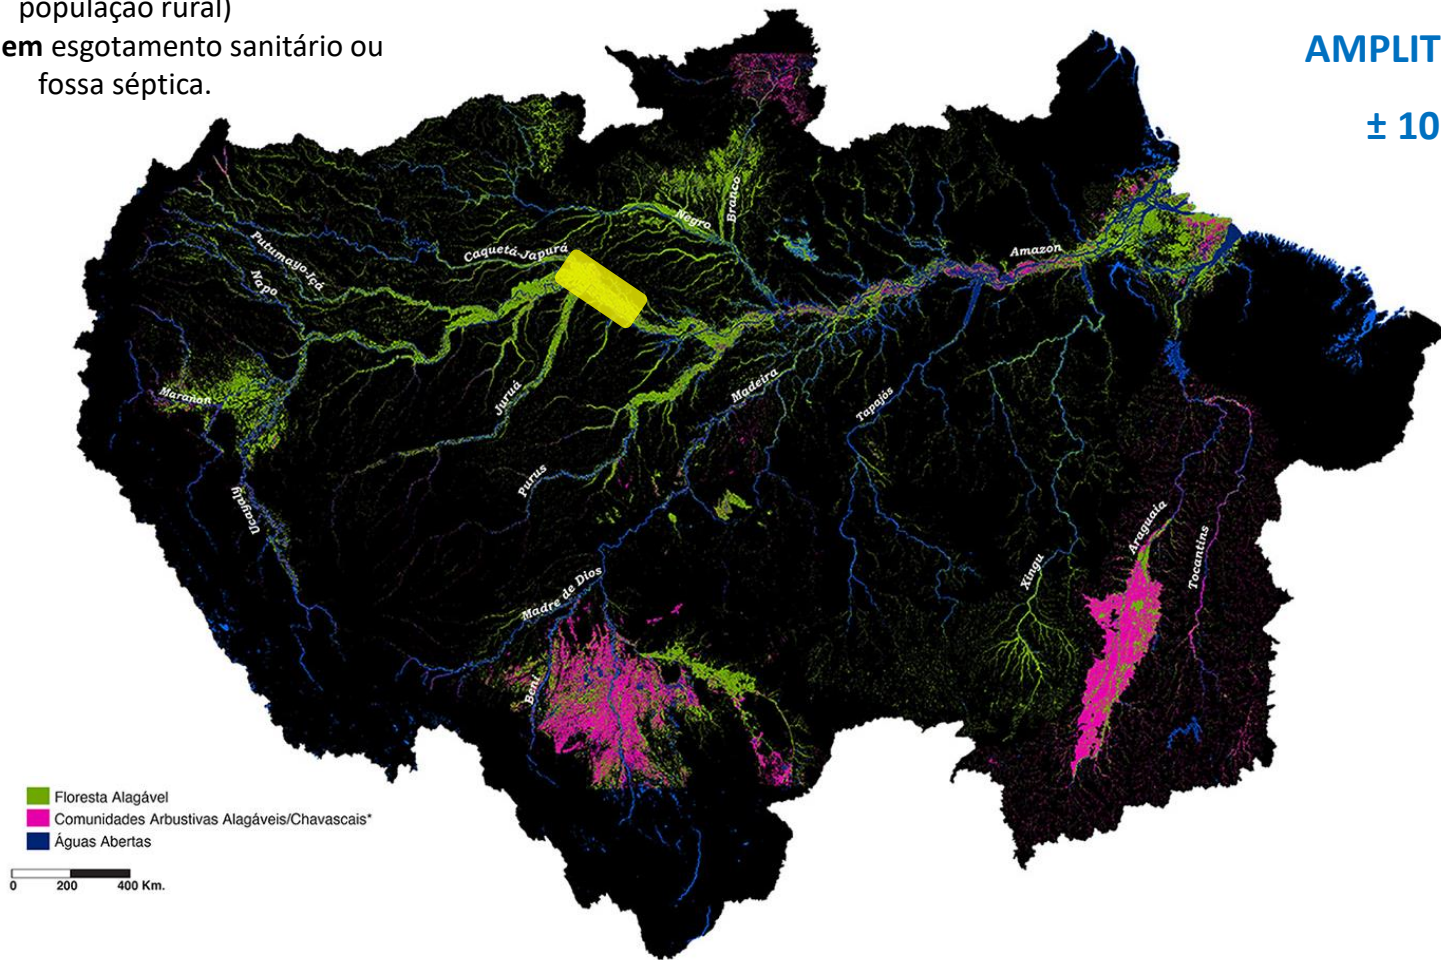 população rural)
em esgotamento sanitário ou
fossa séptica.
AMPLIT
± 10
Branco
Negro
Caquetá-Japurá
Putumayo-Içá
Napo
Amazon
Marañon
Juruá
Madeira
Tapajós
Purus
Ucayaly
Madre de Dios
Beni
Xingu
Araguaia
Tocantins
Floresta Alagável
Comunidades Arbustivas Alagáveis/Chavascais*
Águas Abertas
0 200 400 Km.